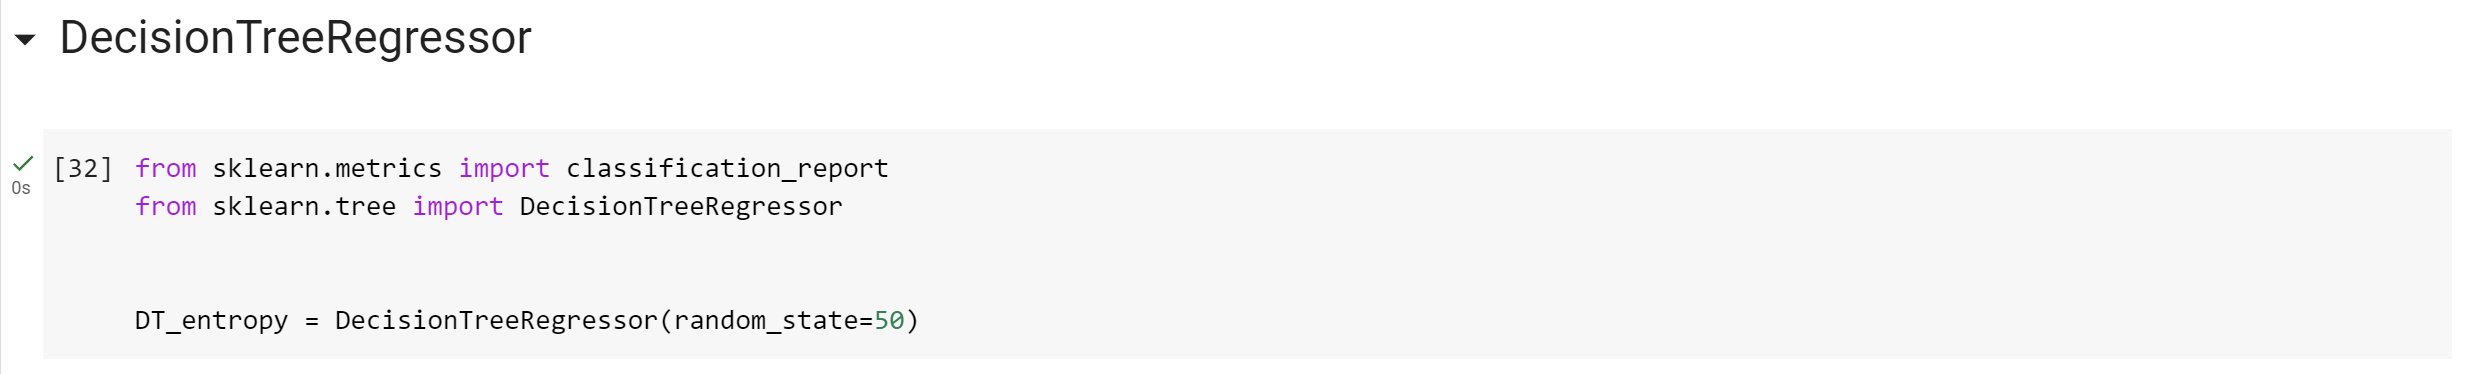 DecisionTreeRegressor
[32] from sklearn.metrics import classification_report
0s
from sklearn.tree import DecisionTreeRegressor
DT_entropy = DecisionTreeRegressor(random_state=50)